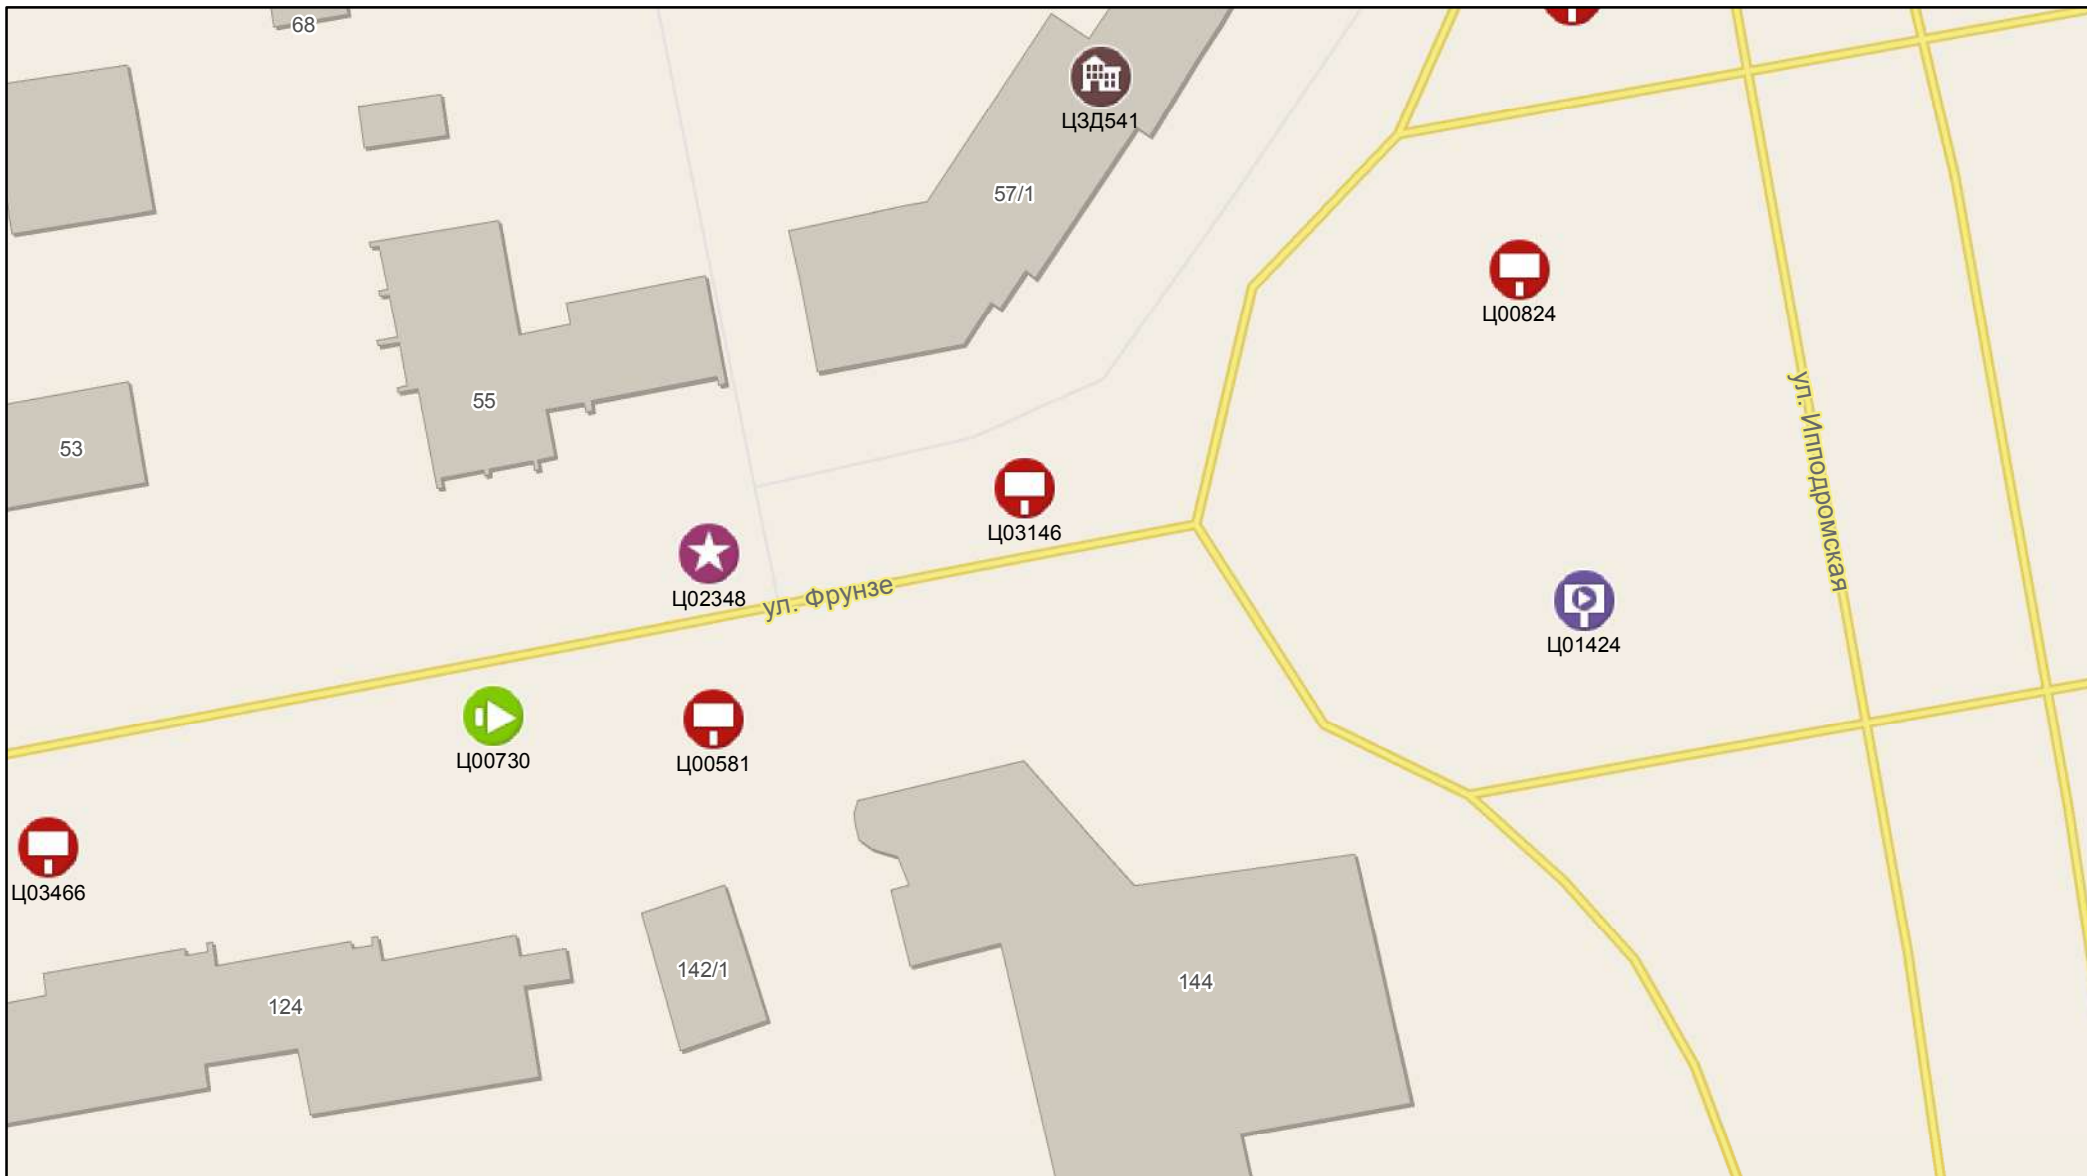 68
ЦЗД541
57/1
Ц00824
55
ул. Ипподромская
53
Ц03146
Ц02348
ул. Фрунзе
Ц01424
Ц00730
Ц00581
Ц03466
142/1
144
124